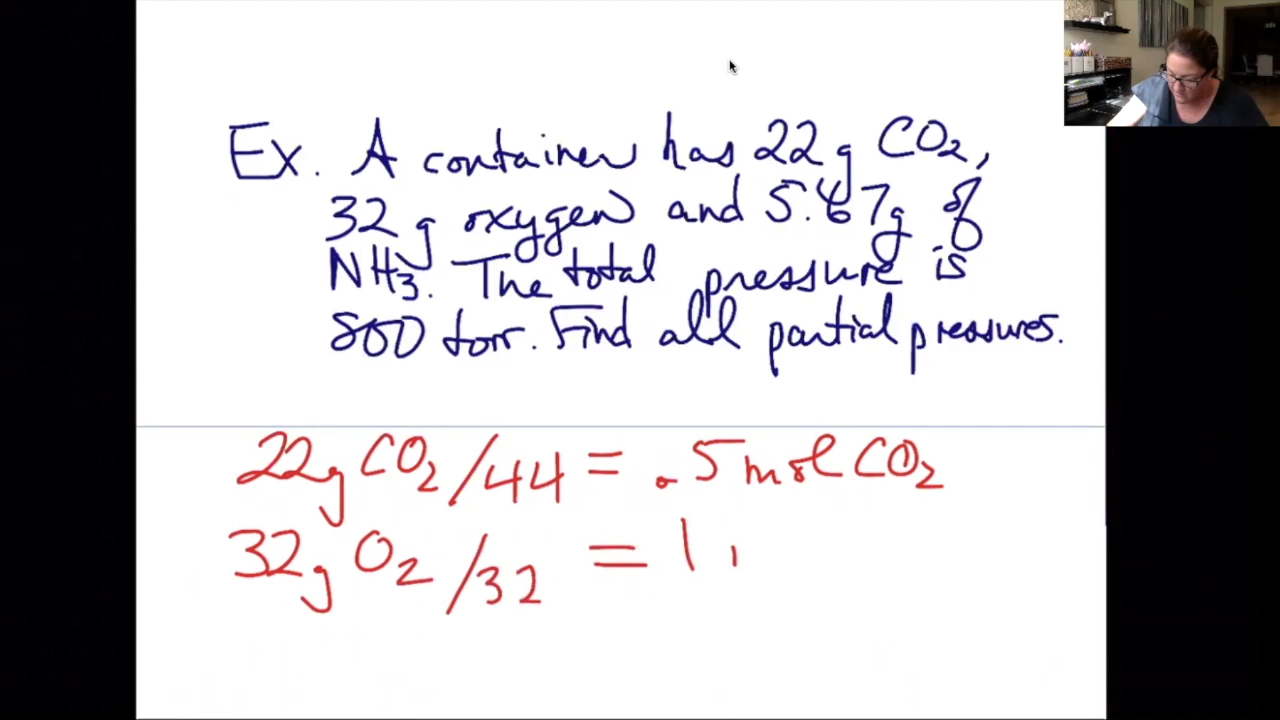 Ex. A container has 22g CO₂,
32g oxygen and 5.67g of
NH₃. The total pressure is
800 torr. Find all partial pressures.
22g CO₂/44 = .5 mol CO₂
32g O₂/32 = 1